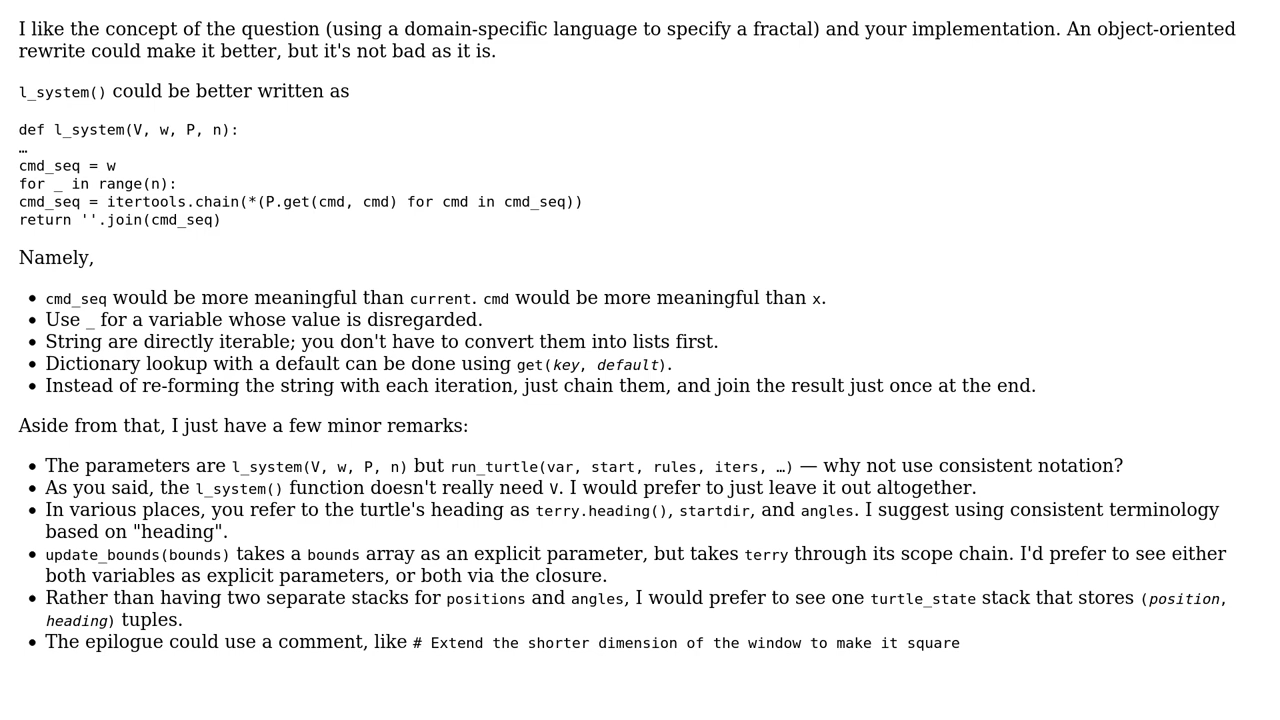 I like the concept of the question (using a domain-specific language to specify a fractal) and your implementation. An object-oriented
rewrite could make it better, but it's not bad as it is.
l_system() could be better written as
def l_system(V, w, P, n):
…
cmd_seq = w
for _ in range(n):
cmd_seq = itertools.chain(*(P.get(cmd, cmd) for cmd in cmd_seq))
return ''.join(cmd_seq)
Namely,
• cmd_seq would be more meaningful than current. cmd would be more meaningful than x.
• Use _ for a variable whose value is disregarded.
• String are directly iterable; you don't have to convert them into lists first.
• Dictionary lookup with a default can be done using get(key, default).
• Instead of re-forming the string with each iteration, just chain them, and join the result just once at the end.
Aside from that, I just have a few minor remarks:
• The parameters are l_system(V, w, P, n) but run_turtle(var, start, rules, iters, …) — why not use consistent notation?
• As you said, the l_system() function doesn't really need V. I would prefer to just leave it out altogether.
• In various places, you refer to the turtle's heading as terry.heading(), startdir, and angles. I suggest using consistent terminology
based on "heading".
• update_bounds(bounds) takes a bounds array as an explicit parameter, but takes terry through its scope chain. I'd prefer to see either
both variables as explicit parameters, or both via the closure.
• Rather than having two separate stacks for positions and angles, I would prefer to see one turtle_state stack that stores (position,
heading) tuples.
• The epilogue could use a comment, like # Extend the shorter dimension of the window to make it square